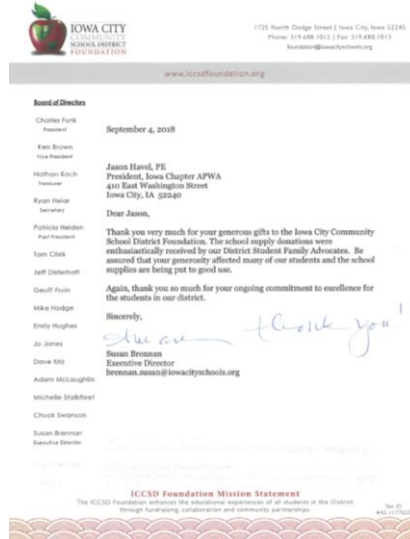 IOWA CITY
COMMUNITY
SCHOOL DISTRICT
FOUNDATION
1725 North Dodge Street | Iowa City, Iowa 52245
Phone: 319.688.1013 | Fax: 319.688.1013
foundation@iowacityschools.org
www.iccsdfoundation.org
Board of Directors
Charles Funk
President
Ken Brown
Vice President
Nathan Koch
Treasurer
Ryan Heiar
Secretary
Patricia Heiden
Past President
Tom Cilek
Jeff Disterhoft
Geoff Fruin
Mike Hodge
Emily Hughes
Jo Jones
Dave
Adam McLaughlin
Michelle
Chuck Swanson
Susan Brennan
Executive Director
September 4, 2018
Jason Havel, PE
President, Iowa Chapter APWA
410 East Washington Street
Iowa City, IA 52240
Dear Jason,
Thank you very much for your generous gifts to the Iowa City Community
School District Foundation. The school supply donations were
enthusiastically received by our District Student Family Advocates. Be
assured that your generosity affected many of our students and the school
supplies are being put to good use.
Again, thank you so much for your ongoing commitment to excellence for
the students in our district.
Sincerely,
thank you!
Susan Brennan
Executive Director
brennan.susan@iowacityschools.org
ICCSD Foundation Mission Statement
The ICCSD Foundation enhances the educational experiences of all students in the District
through fundraising, collaboration and community partnerships.
Tax ID